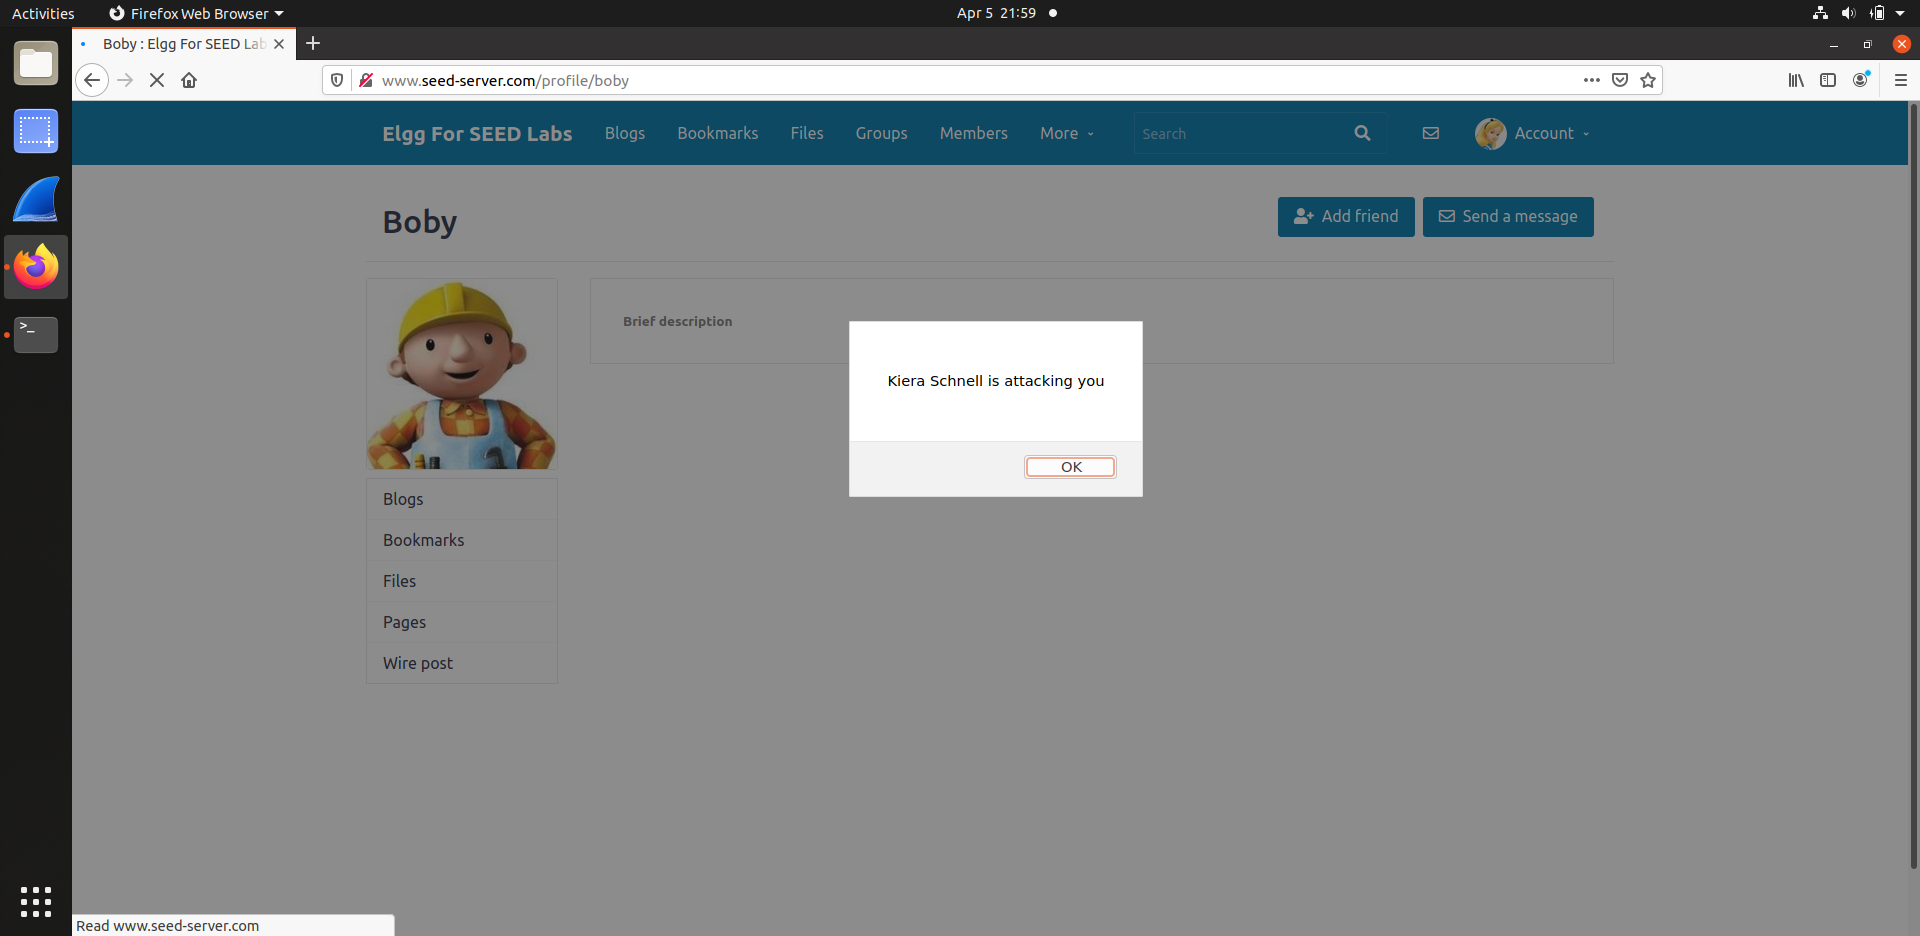 Activities
Firefox Web Browser
Apr 5 21:59
Boby : Elgg For SEED Lab
www.seed-server.com/profile/boby
Elgg For SEED Labs
Blogs
Bookmarks
Files
Groups
Members
More
Search
Account
Boby
Add friend
Send a message
Brief description
Kiera Schnell is attacking you
OK
Blogs
Bookmarks
Files
Pages
Wire post
Read www.seed-server.com